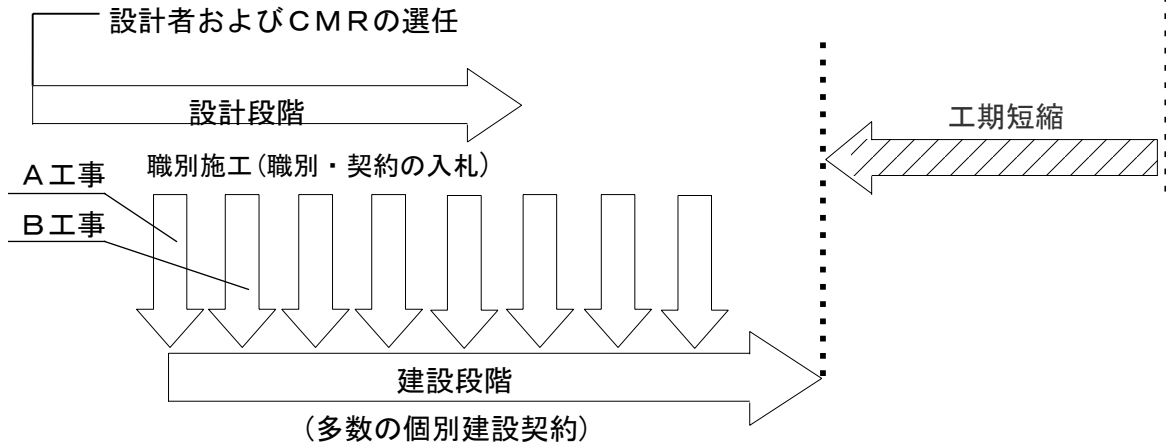 設計者およびＣＭＲの選任
設計段階
工期短縮
職別施工(職別・契約の入札)
Ａ工事
Ｂ工事
建設段階
(多数の個別建設契約)